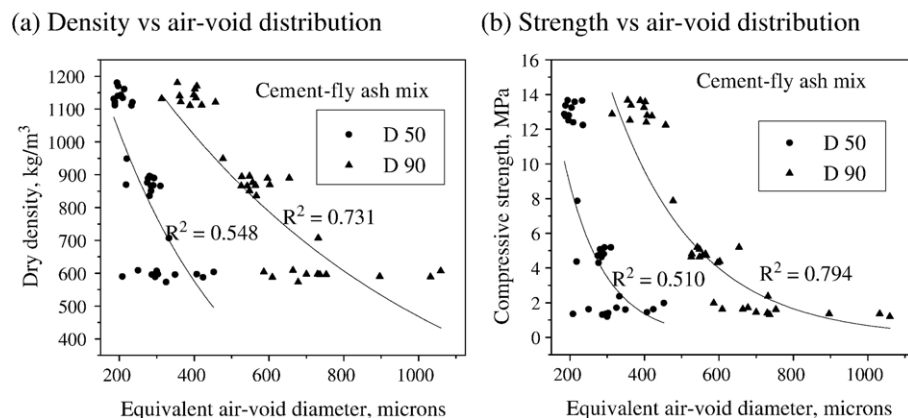 (a) Density vs air-void distribution
Dry density, kg/m³
1200
1100
1000
900
800
700
600
500
400
Cement-fly ash mix
D 50
D 90
R² = 0.731
R² = 0.548
200 400 600 800 1000
Equivalent air-void diameter, microns
(b) Strength vs air-void distribution
Compressive strength, MPa
16
14
12
10
8
6
4
2
0
Cement-fly ash mix
D 50
D 90
R² = 0.794
R² = 0.510
200 400 600 800 1000
Equivalent air-void diameter, microns